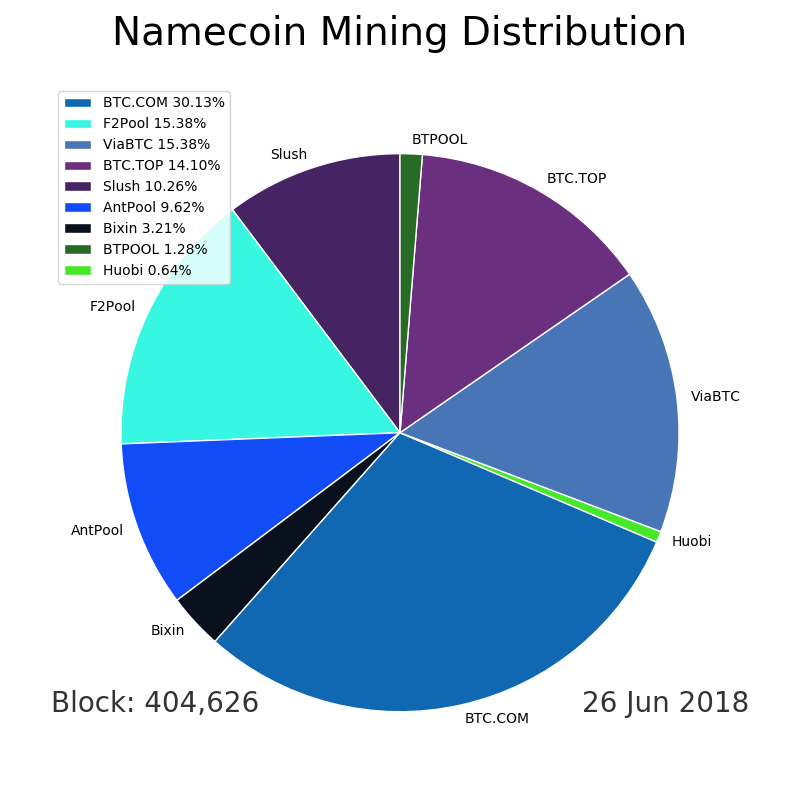 Namecoin Mining Distribution
BTC.COM 30.13%
F2Pool 15.38%
ViaBTC 15.38%
BTC.TOP 14.10%
Slush 10.26%
AntPool 9.62%
Bixin 3.21%
BTPOOL 1.28%
Huobi 0.64%
BTPOOL
Slush
BTC.TOP
F2Pool
ViaBTC
AntPool
Huobi
Bixin
BTC.COM
Block: 404,626
26 Jun 2018